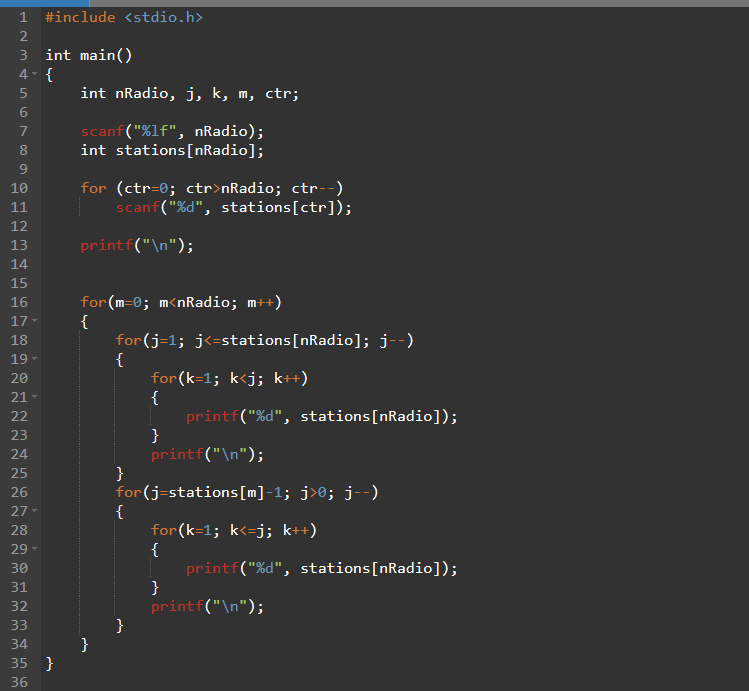 1 #include <stdio.h>
2
3 int main()
4 {
5     int nRadio, j, k, m, ctr;
6
7     scanf("%lf", nRadio);
8     int stations[nRadio];
9
10     for (ctr=0; ctr>nRadio; ctr--)
11         scanf("%d", stations[ctr]);
12
13     printf("\n");
14
15
16     for(m=0; m<nRadio; m++)
17     {
18         for(j=1; j<=stations[nRadio]; j--)
19         {
20             for(k=1; k<j; k++)
21             {
22                 printf("%d", stations[nRadio]);
23             }
24             printf("\n");
25         }
26         for(j=stations[m]-1; j>0; j--)
27         {
28             for(k=1; k<=j; k++)
29             {
30                 printf("%d", stations[nRadio]);
31             }
32             printf("\n");
33         }
34     }
35 }
36